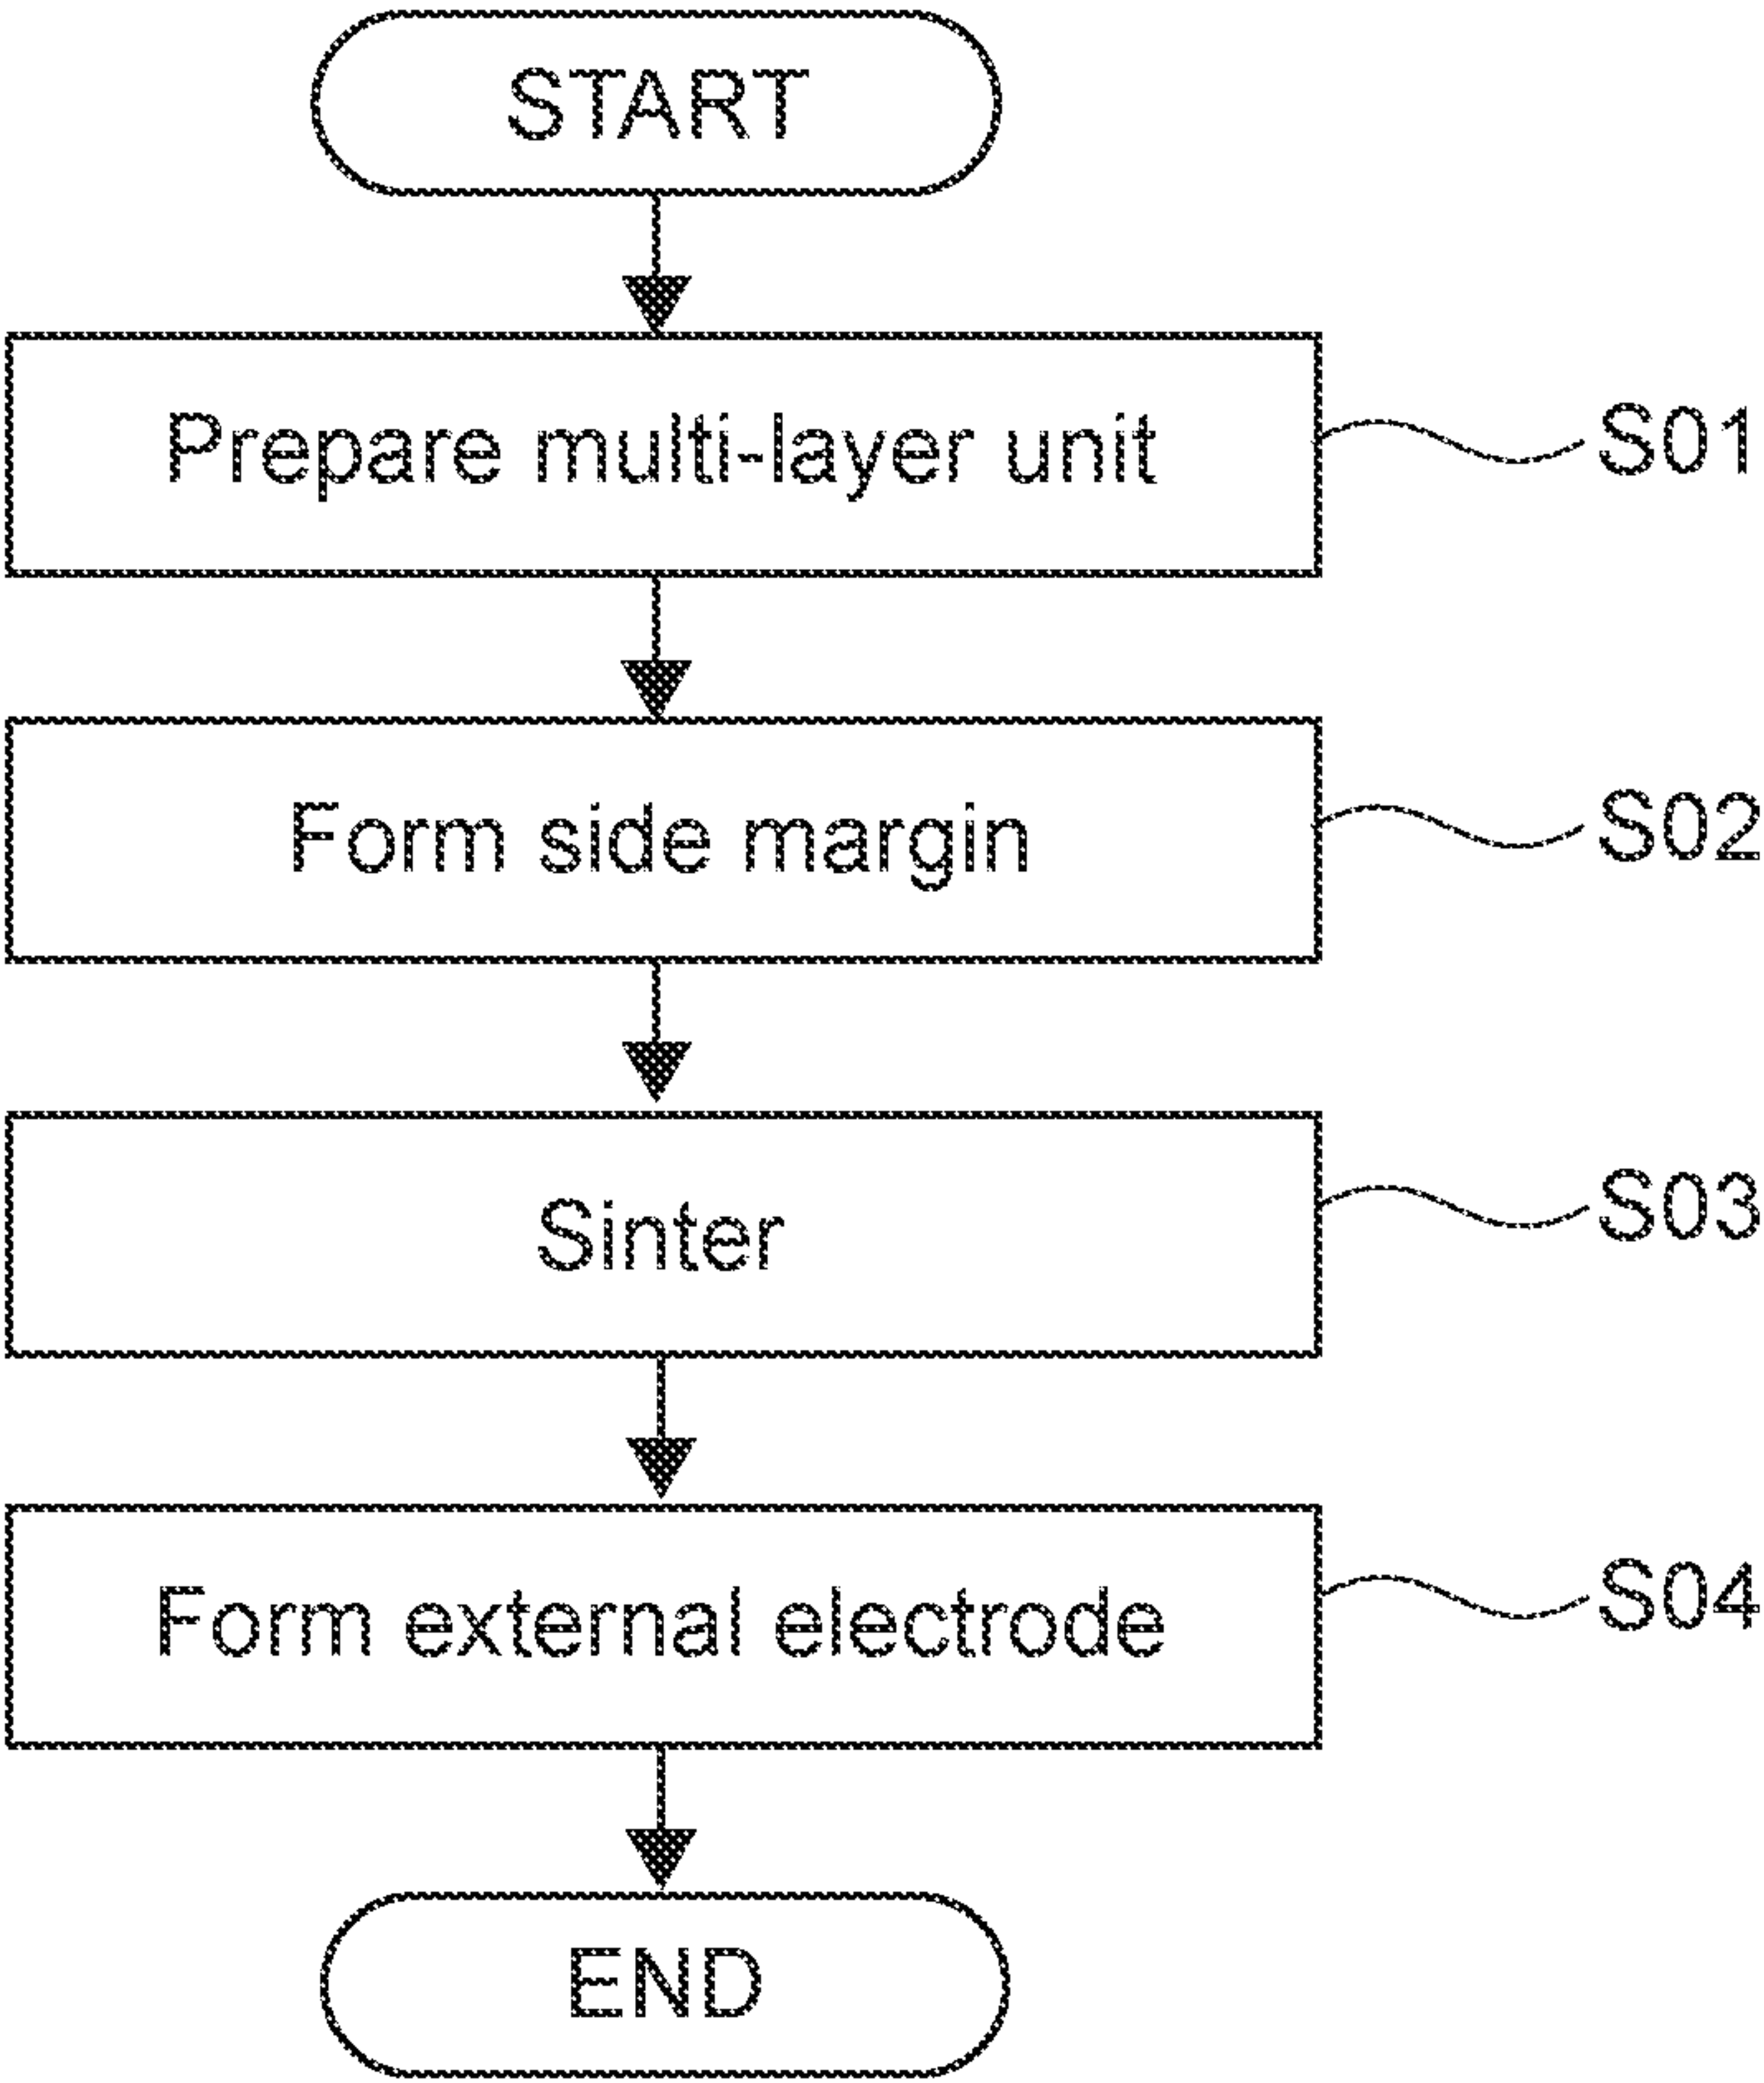 START
Prepare multi-layer unit
S01
Form side margin
S02
Sinter
S03
Form external electrode
S04
END